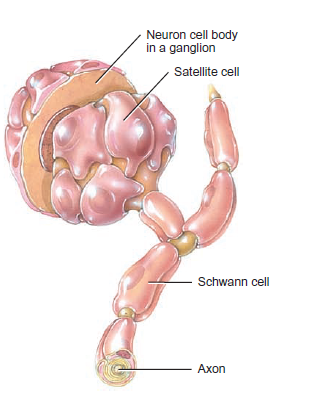 Neuron cell body
in a ganglion
Satellite cell
Schwann cell
Axon